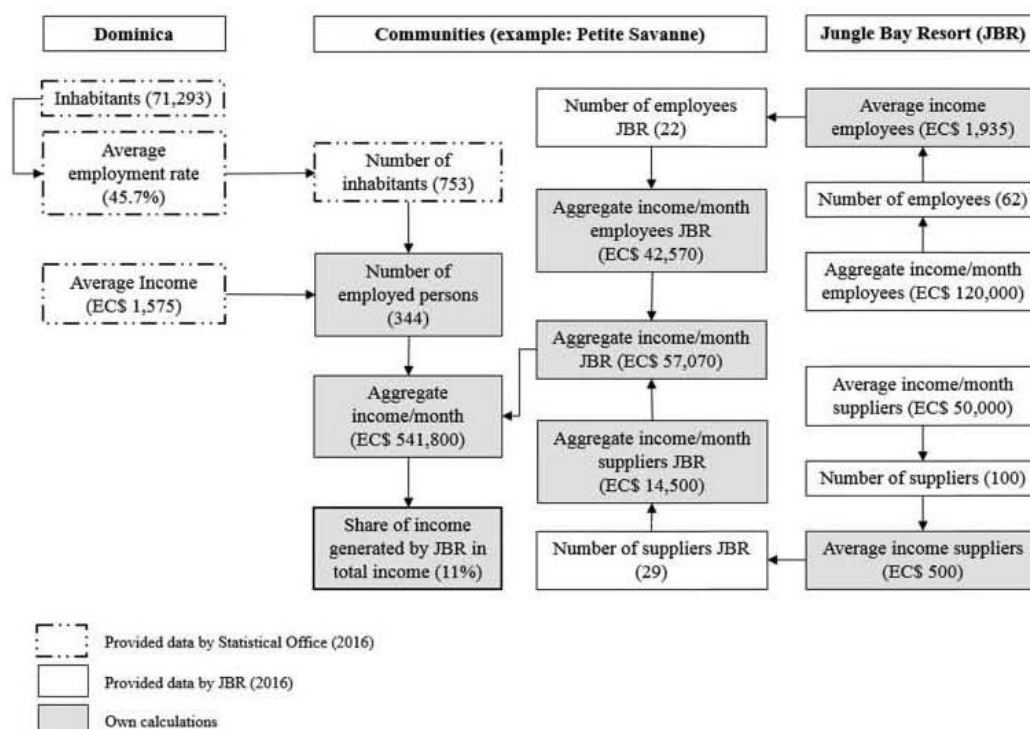 Dominica
Communities (example: Petite Savanne)
Jungle Bay Resort (JBR)
Inhabitants (71,293)
Average
employment rate
(45.7%)
Average Income
(EC$ 1,575)
Number of
inhabitants (753)
Number of
employed persons
(344)
Aggregate
income/month
(EC$ 541,800)
Share of income
generated by JBR in
total income (11%)
Number of employees
JBR (22)
Aggregate income/month
employees JBR
(EC$ 42,570)
Aggregate income/month
JBR (EC$ 57,070)
Aggregate income/month
suppliers JBR
(EC$ 14,500)
Number of suppliers JBR
(29)
Average income
employees (EC$ 1,935)
Number of employees (62)
Aggregate income/month
employees (EC$ 120,000)
Average income/month
suppliers (EC$ 50,000)
Number of suppliers (100)
Average income suppliers
(EC$ 500)
Provided data by Statistical Office (2016)
Provided data by JBR (2016)
Own calculations